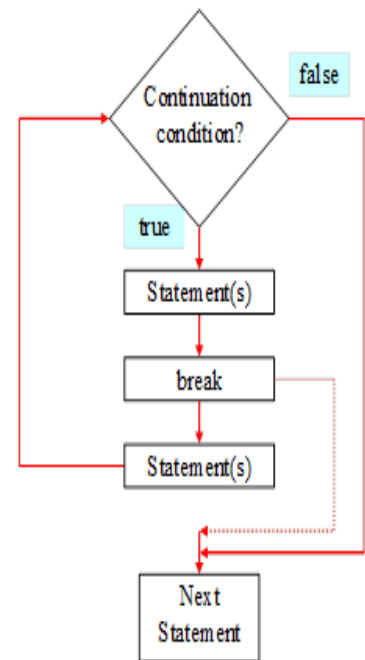 Continuation
condition?
false
true
Statement(s)
break
Statement(s)
Next
Statement